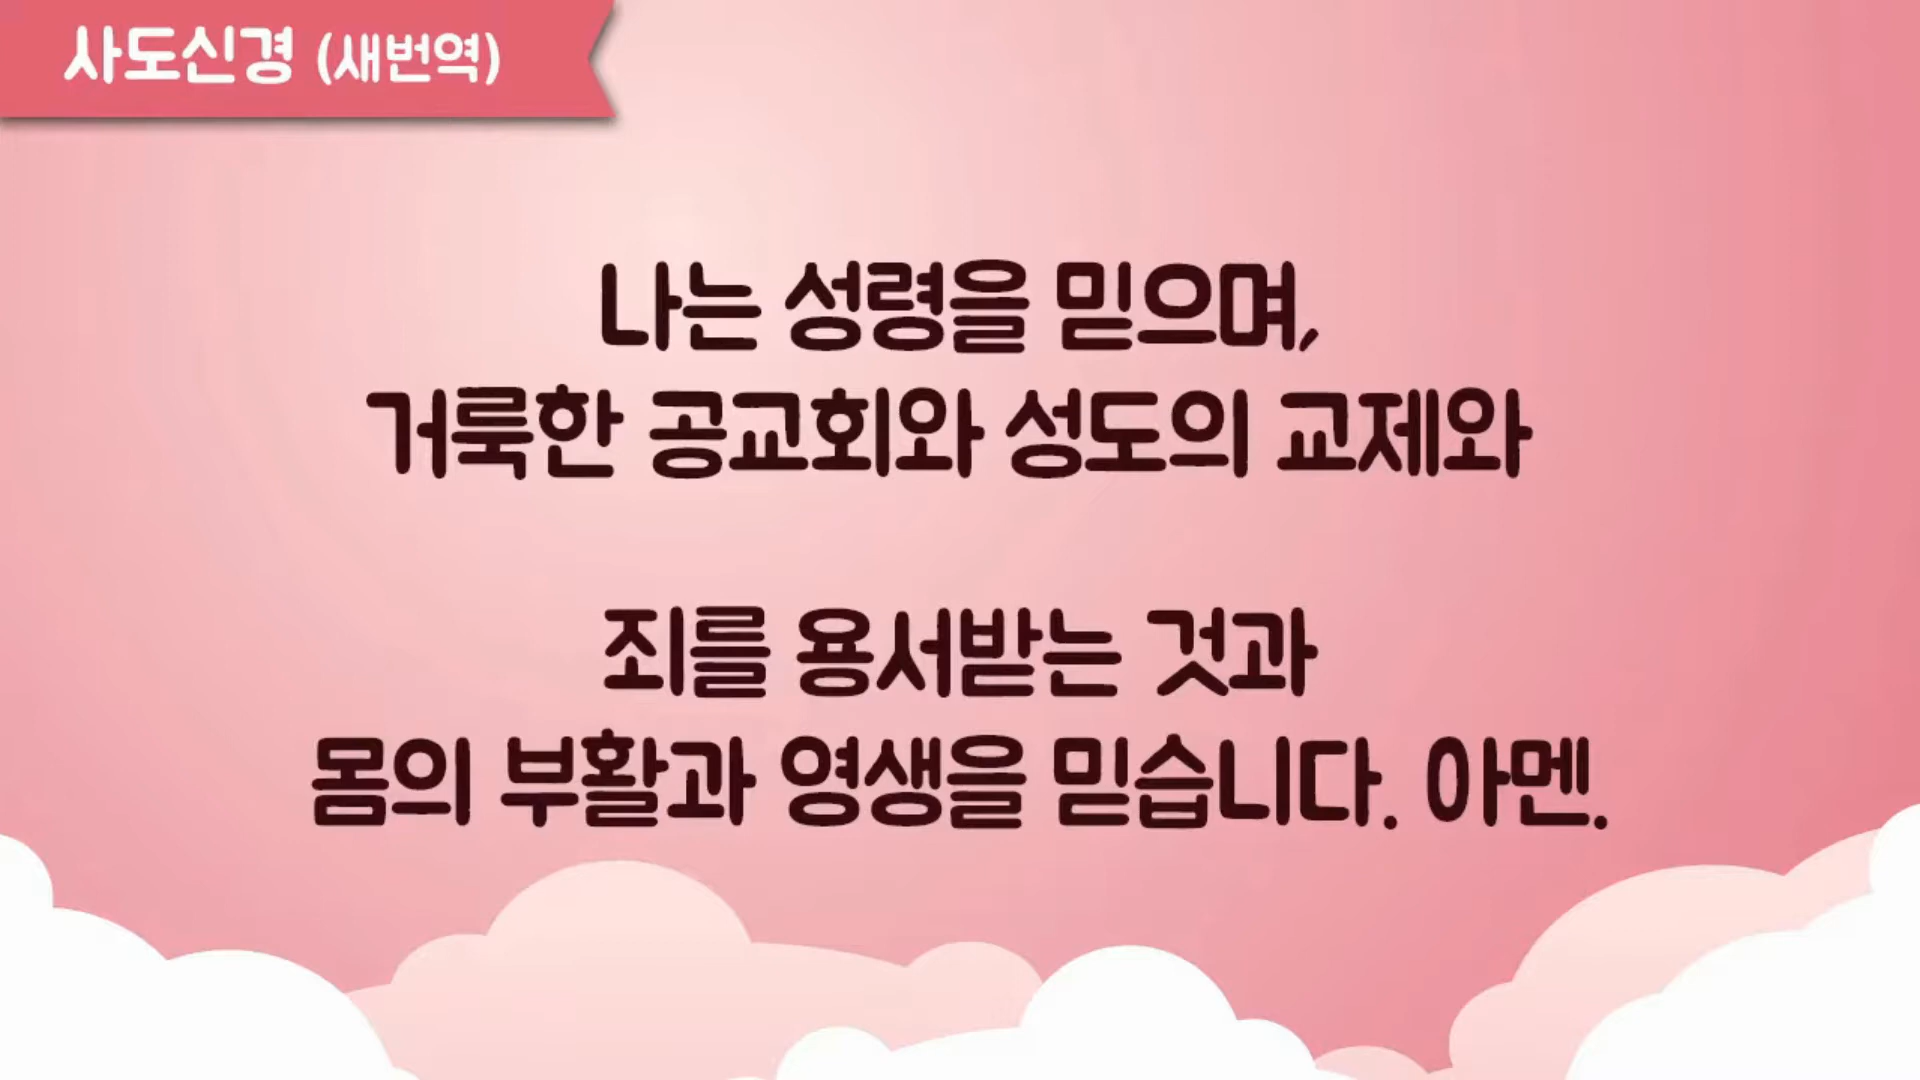 사도신경 (새번역)
나는 성령을 믿으며,
거룩한 공교회와 성도의 교제와
죄를 용서받는 것과
몸의 부활과 영생을 믿습니다. 아멘.